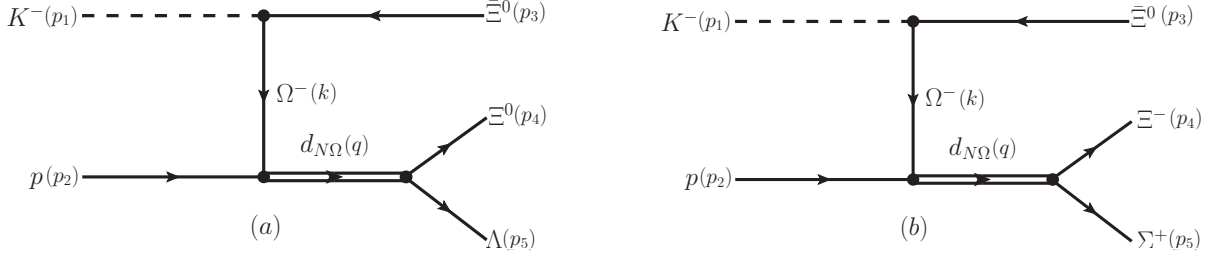 K⁻(p₁)
Ξ̄⁰(p₃)
Ω⁻(k)
Ξ⁰(p₄)
d_{NΩ}(q)
p(p₂)
Λ(p₅)
(a)
K⁻(p₁)
Ξ̄⁰(p₃)
Ω⁻(k)
Ξ⁻(p₄)
d_{NΩ}(q)
p(p₂)
Σ⁺(p₅)
(b)